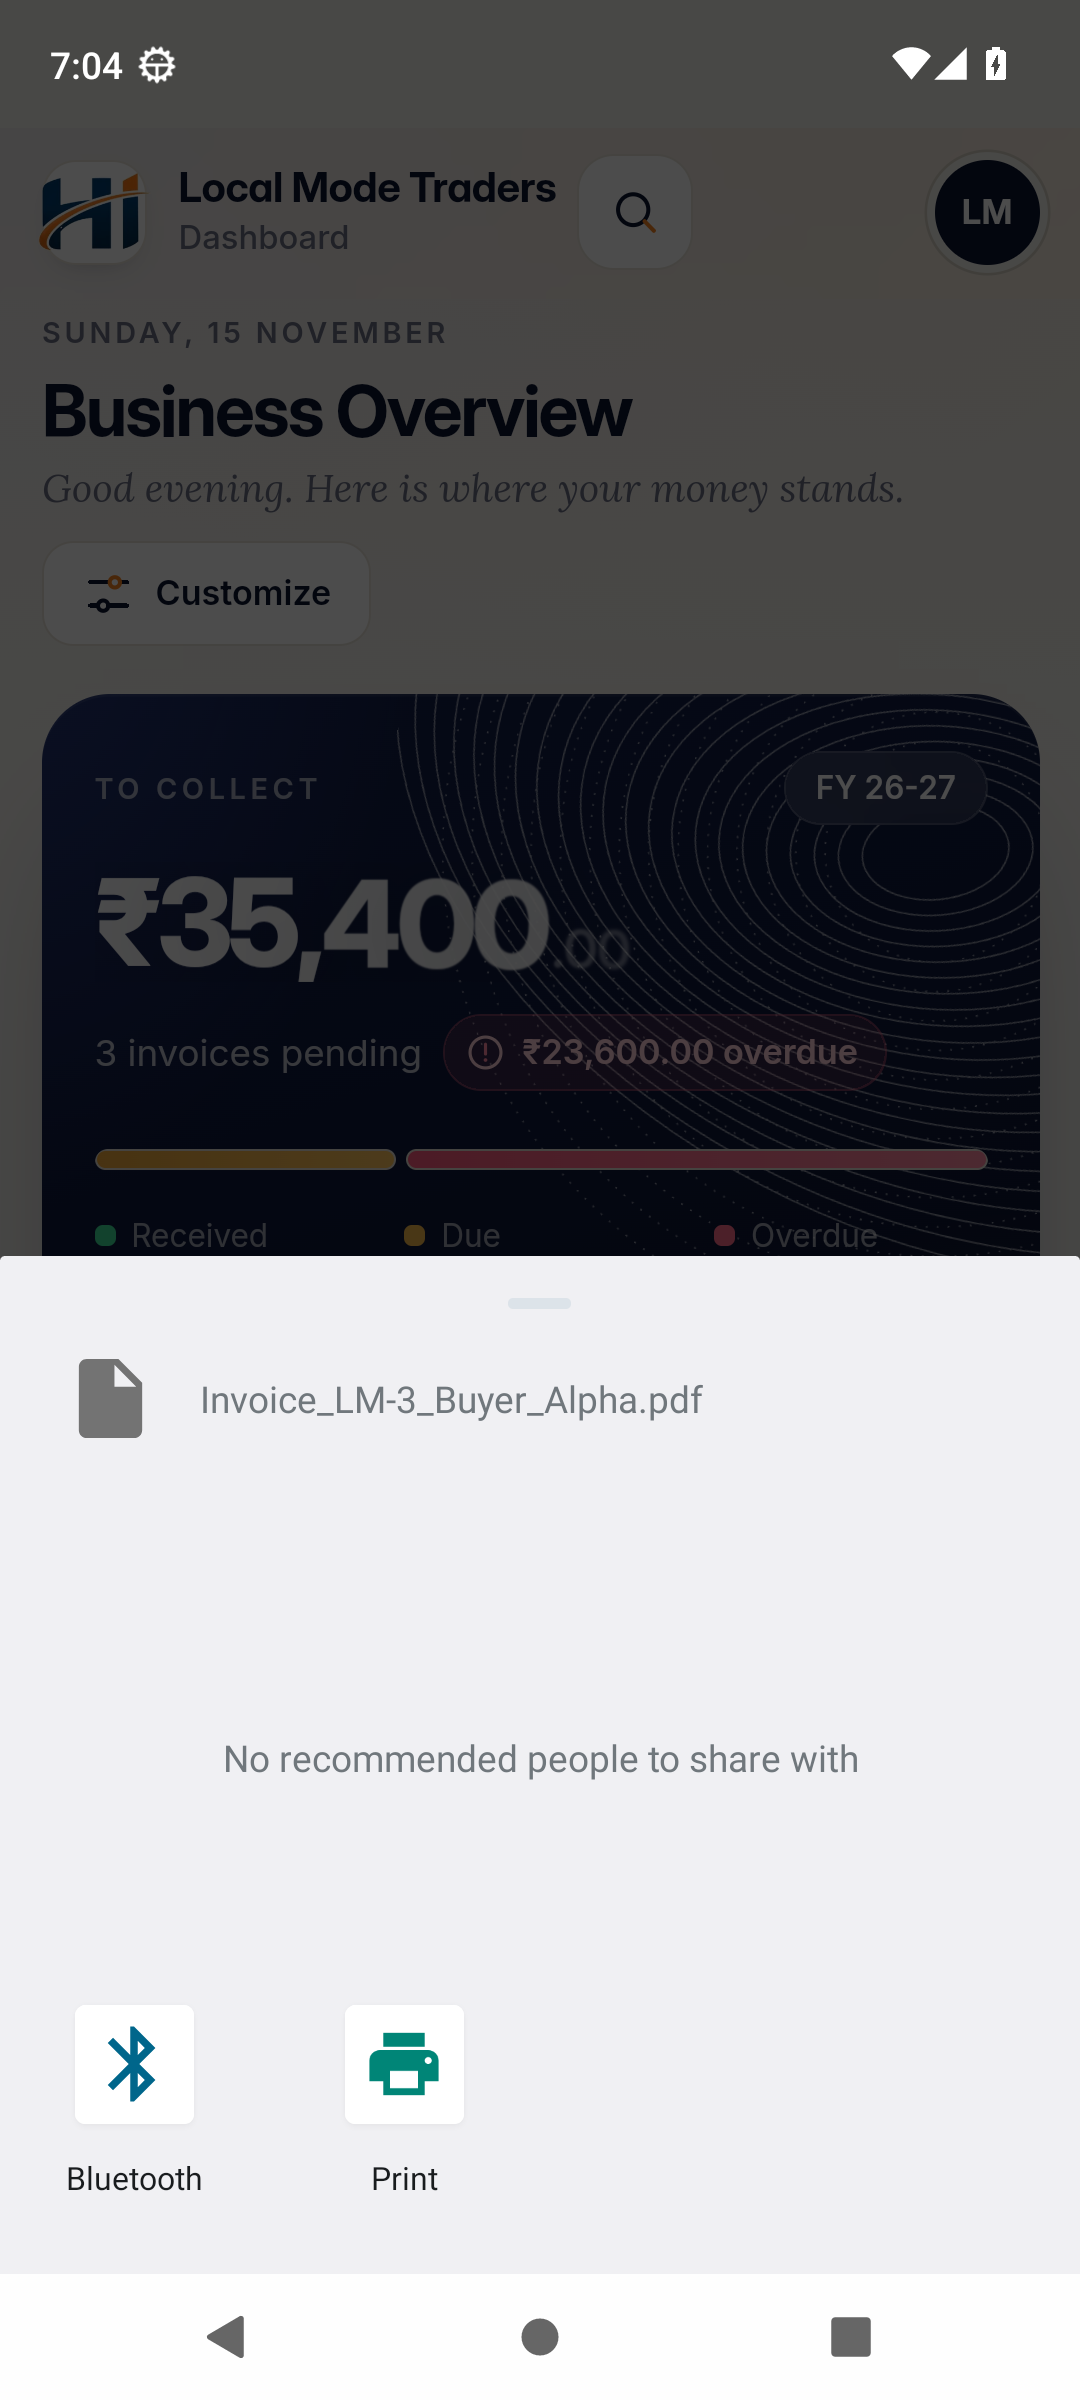 7:04
Hi
Local Mode Traders
Dashboard
LM
SUNDAY, 15 NOVEMBER
Business Overview
Good evening. Here is where your money stands.
Customize
TO COLLECT
FY 26-27
₹35,400.00
3 invoices pending
₹23,600.00 overdue
Received
Due
Overdue
Invoice_LM-3_Buyer_Alpha.pdf
No recommended people to share with
Bluetooth
Print